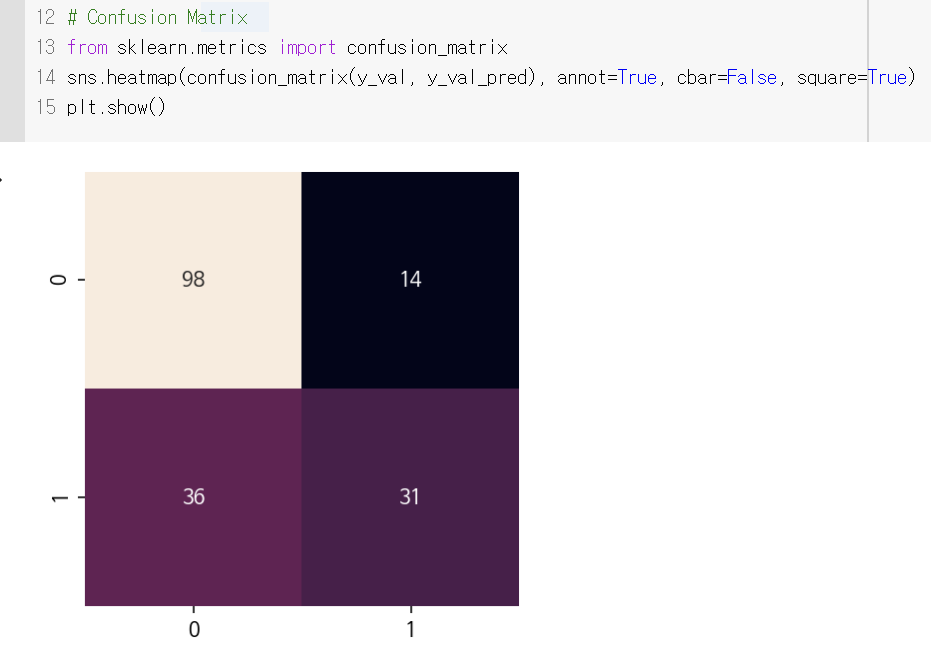 12 # Confusion Matrix
13 from sklearn.metrics import confusion_matrix
14 sns.heatmap(confusion_matrix(y_val, y_val_pred), annot=True, cbar=False, square=True)
15 plt.show()
0
98
14
1
36
31
0
1